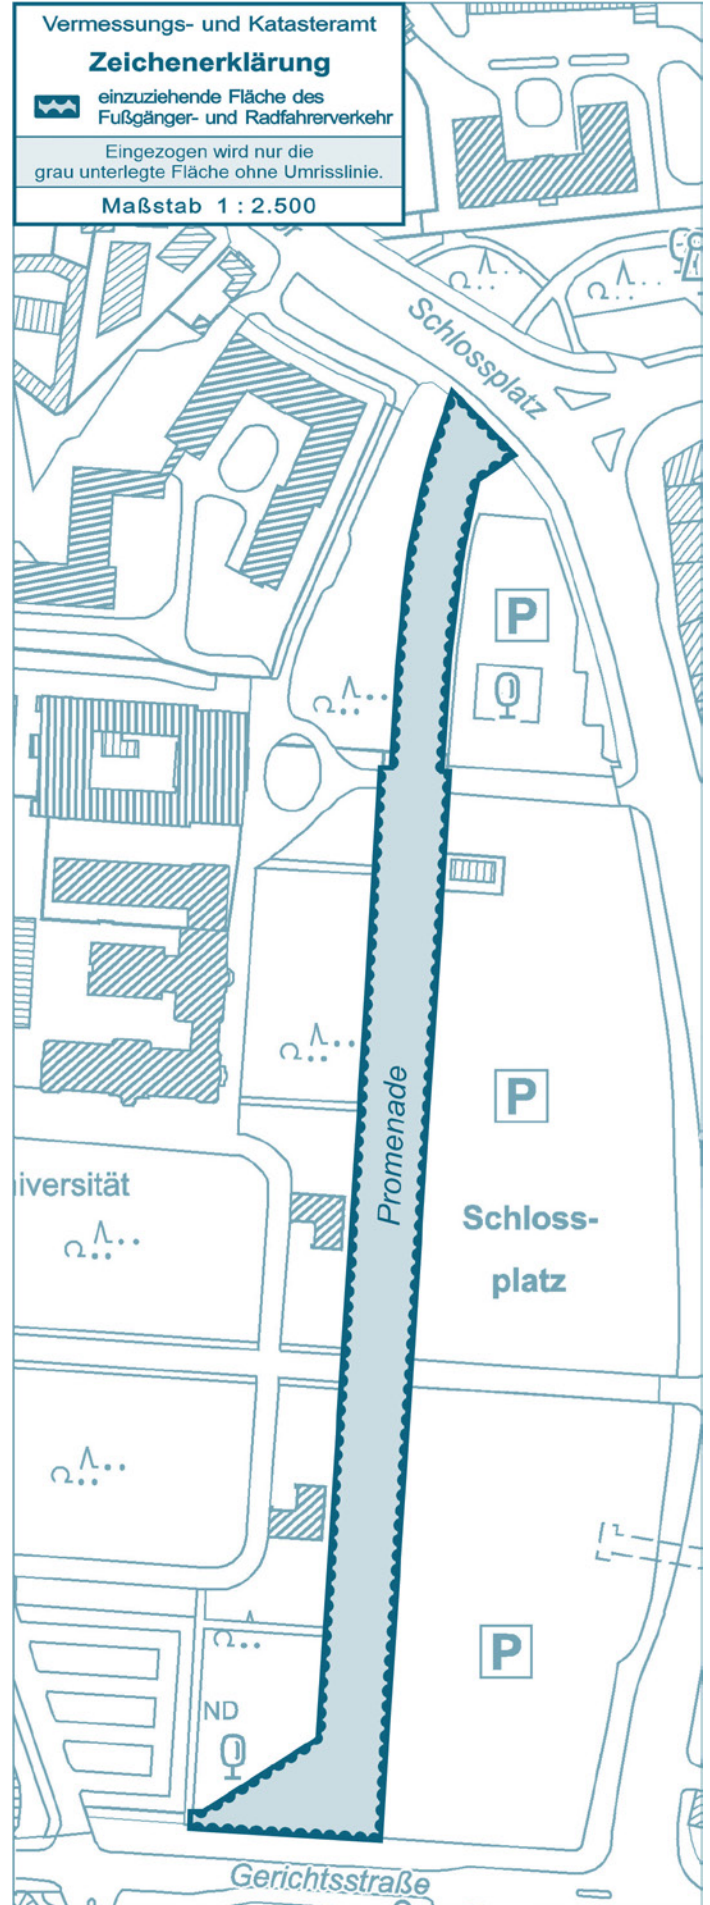 Vermessungs- und Katasteramt
Zeichenerklärung
einzuziehende Fläche des
Fußgänger- und Radfahrerverkehr
Eingezogen wird nur die
grau unterlegte Fläche ohne Umrisslinie.
Maßstab 1 : 2.500
Schlossplatz
P
P
Promenade
iversität
Schloss-
platz
P
ND
Gerichtsstraße